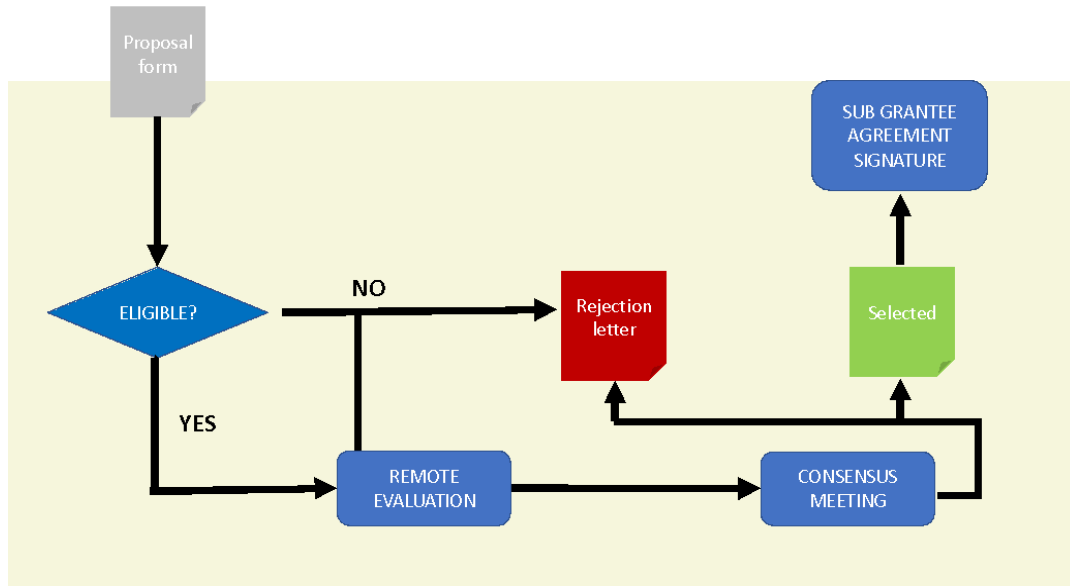 Proposal
form
SUB GRANTEE
AGREEMENT
SIGNATURE
ELIGIBLE?
NO
Rejection
letter
Selected
YES
REMOTE
EVALUATION
CONSENSUS
MEETING